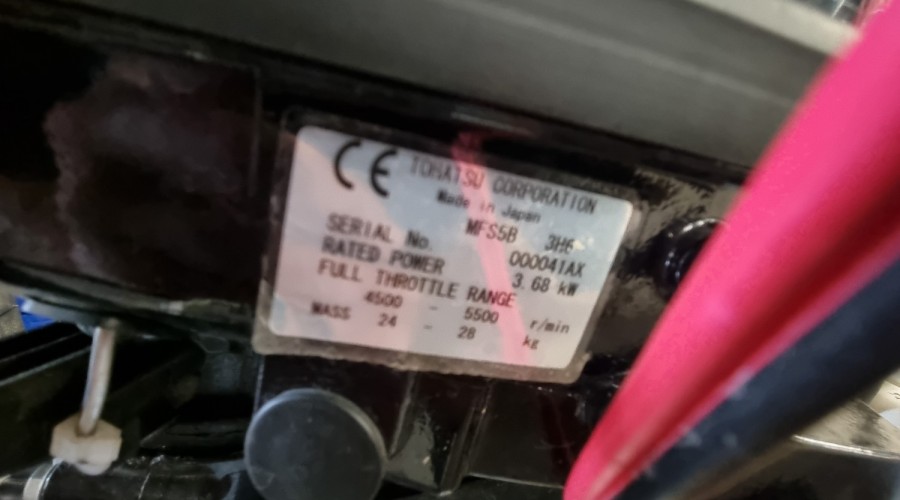 CE TOHATSU CORPORATION
Made in Japan
MFS5B 3H6
SERIAL No. 000041AX
RATED POWER 3.68 kW
FULL THROTTLE RANGE
4500 - 5500 r/min
MASS 24 - 28 kg